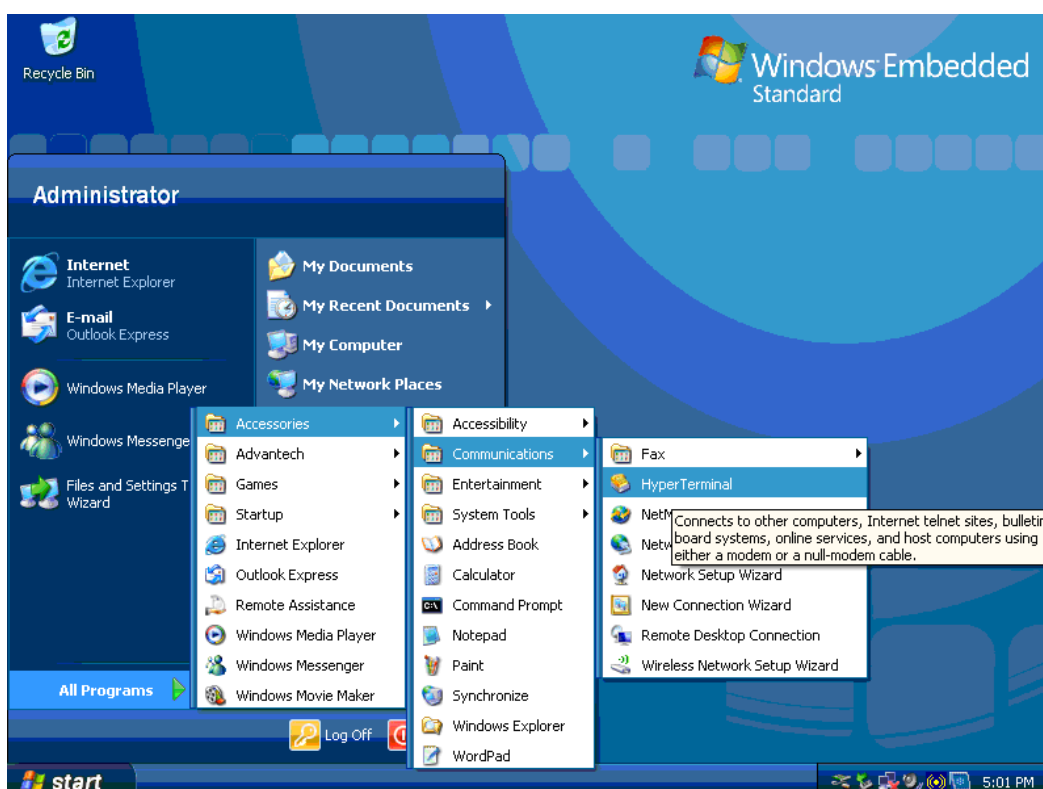 Recycle Bin
Windows Embedded
Standard
Administrator
Internet
Internet Explorer
E-mail
Outlook Express
Windows Media Player
Windows Messenge
Files and Settings T
Wizard
All Programs
My Documents
My Recent Documents
My Computer
My Network Places
Accessories
Advantech
Games
Startup
Internet Explorer
Outlook Express
Remote Assistance
Windows Media Player
Windows Messenger
Windows Movie Maker
Accessibility
Communications
Entertainment
System Tools
Address Book
Calculator
Command Prompt
Notepad
Paint
Synchronize
Windows Explorer
WordPad
Fax
HyperTerminal
Connects to other computers, Internet telnet sites, bulletin
board systems, online services, and host computers using
either a modem or a null-modem cable.
Network Setup Wizard
New Connection Wizard
Remote Desktop Connection
Wireless Network Setup Wizard
Log Off
start
5:01 PM